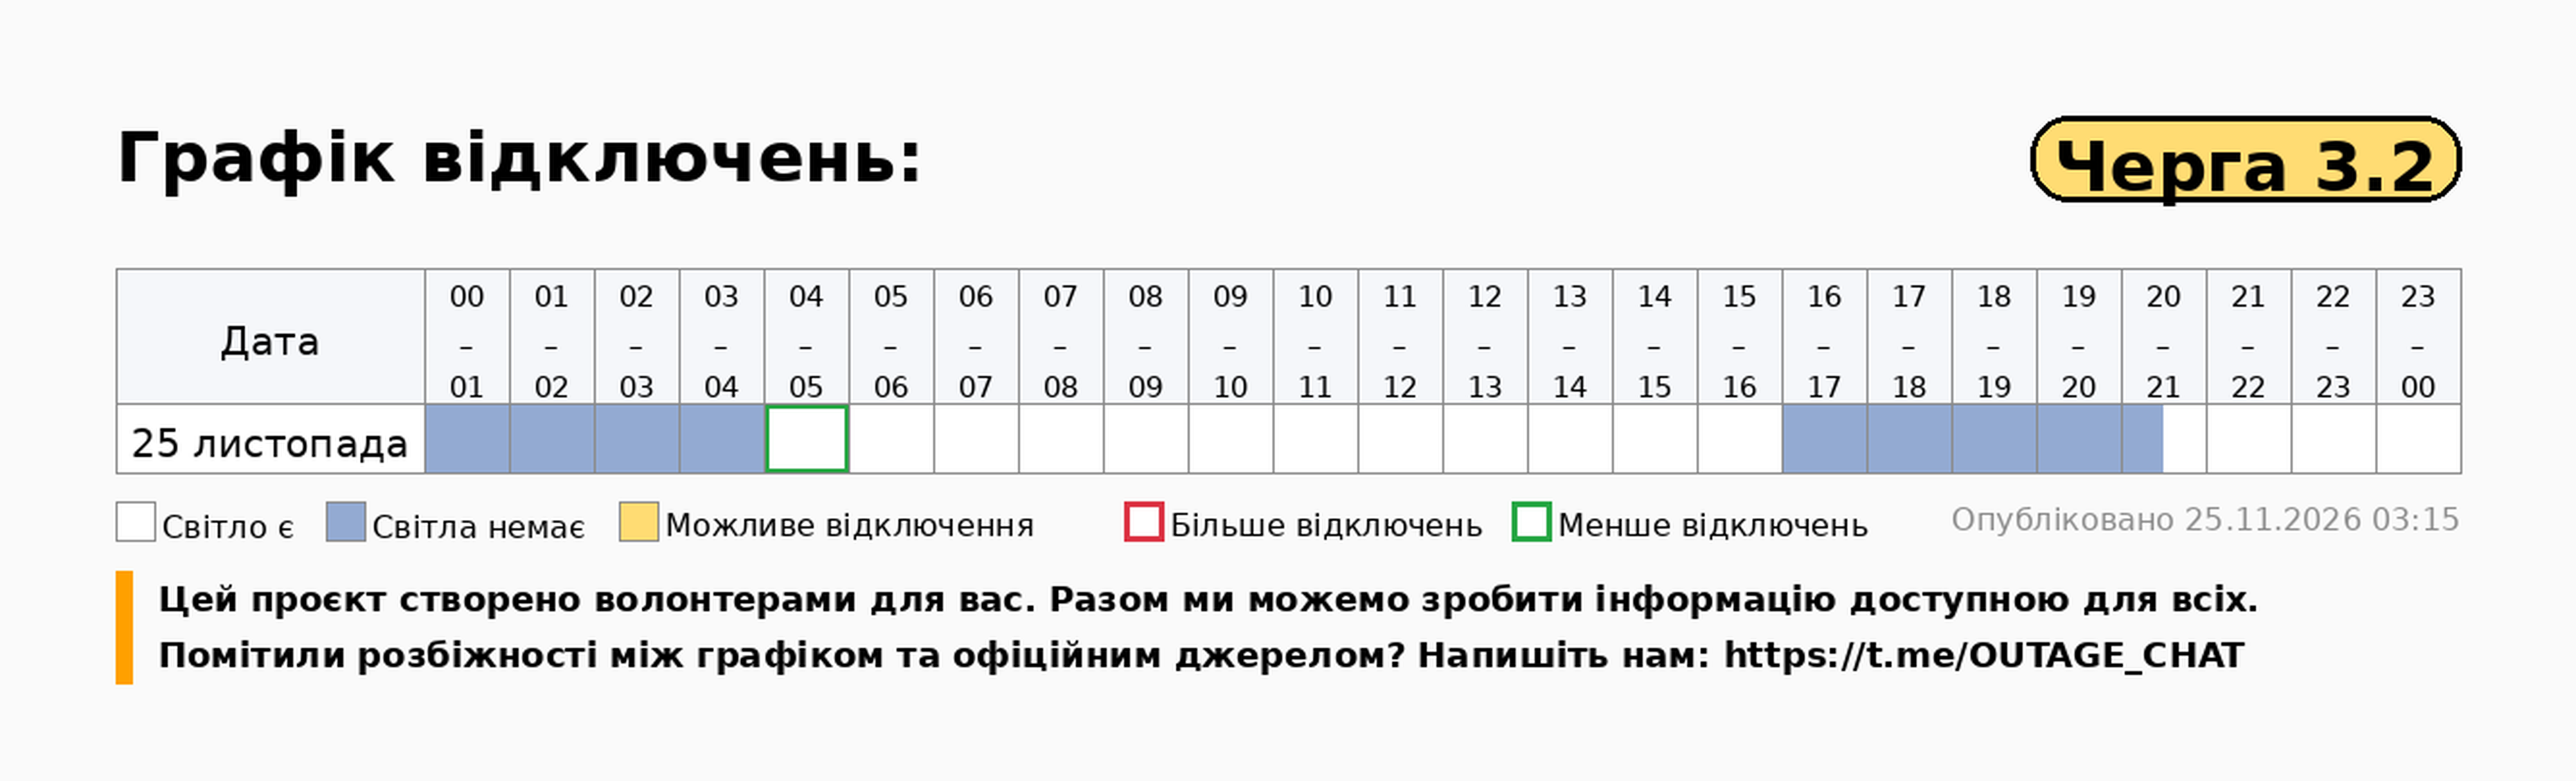 Графік відключень:
Черга 3.2
Дата
00 – 01
01 – 02
02 – 03
03 – 04
04 – 05
05 – 06
06 – 07
07 – 08
08 – 09
09 – 10
10 – 11
11 – 12
12 – 13
13 – 14
14 – 15
15 – 16
16 – 17
17 – 18
18 – 19
19 – 20
20 – 21
21 – 22
22 – 23
23 – 00
25 листопада
Світло є
Світла немає
Можливе відключення
Більше відключень
Менше відключень
Опубліковано 25.11.2026 03:15
Цей проєкт створено волонтерами для вас. Разом ми можемо зробити інформацію доступною для всіх.
Помітили розбіжності між графіком та офіційним джерелом? Напишіть нам: https://t.me/OUTAGE_CHAT